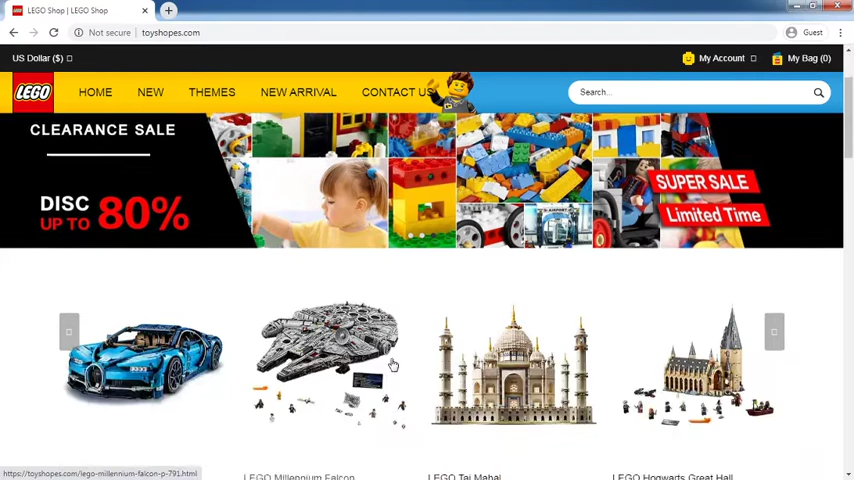 LEGO Shop | LEGO Shop
Not secure | toyshopes.com
Guest
US Dollar ($)
My Account
My Bag (0)
LEGO
HOME
NEW
THEMES
NEW ARRIVAL
CONTACT US
Search...
CLEARANCE SALE
DISC
UP TO 80%
AIRPORT
SUPER SALE
Limited Time
https://toyshopes.com/lego-millennium-falcon-p-791.html
LEGO Millennium Falcon
LEGO Taj Mahal
LEGO Hogwarts Great Hall